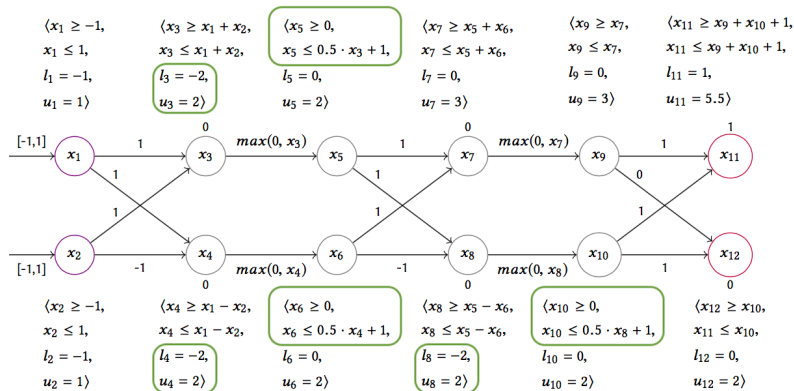 ⟨x₁ ≥ -1,
x₁ ≤ 1,
l₁ = -1,
u₁ = 1⟩
⟨x₃ ≥ x₁ + x₂,
x₃ ≤ x₁ + x₂,
l₃ = -2,
u₃ = 2⟩
⟨x₅ ≥ 0,
x₅ ≤ 0.5 · x₃ + 1,
l₅ = 0,
u₅ = 2⟩
⟨x₇ ≥ x₅ + x₆,
x₇ ≤ x₅ + x₆,
l₇ = 0,
u₇ = 3⟩
⟨x₉ ≥ x₇,
x₉ ≤ x₇,
l₉ = 0,
u₉ = 3⟩
⟨x₁₁ ≥ x₉ + x₁₀ + 1,
x₁₁ ≤ x₉ + x₁₀ + 1,
l₁₁ = 1,
u₁₁ = 5.5⟩
0 0 1
[-1,1] x₁ 1 x₃ max(0, x₃) x₅ 1 x₇ max(0, x₇) x₉ 1 x₁₁
1 1 0
1 1 1
[-1,1] x₂ -1 x₄ max(0, x₄) x₆ -1 x₈ max(0, x₈) x₁₀ 1 x₁₂
0 0 0
⟨x₂ ≥ -1,
x₂ ≤ 1,
l₂ = -1,
u₂ = 1⟩
⟨x₄ ≥ x₁ - x₂,
x₄ ≤ x₁ - x₂,
l₄ = -2,
u₄ = 2⟩
⟨x₆ ≥ 0,
x₆ ≤ 0.5 · x₄ + 1,
l₆ = 0,
u₆ = 2⟩
⟨x₈ ≥ x₅ - x₆,
x₈ ≤ x₅ - x₆,
l₈ = -2,
u₈ = 2⟩
⟨x₁₀ ≥ 0,
x₁₀ ≤ 0.5 · x₈ + 1,
l₁₀ = 0,
u₁₀ = 2⟩
⟨x₁₂ ≥ x₁₀,
x₁₁ ≤ x₁₀,
l₁₂ = 0,
u₁₂ = 2⟩